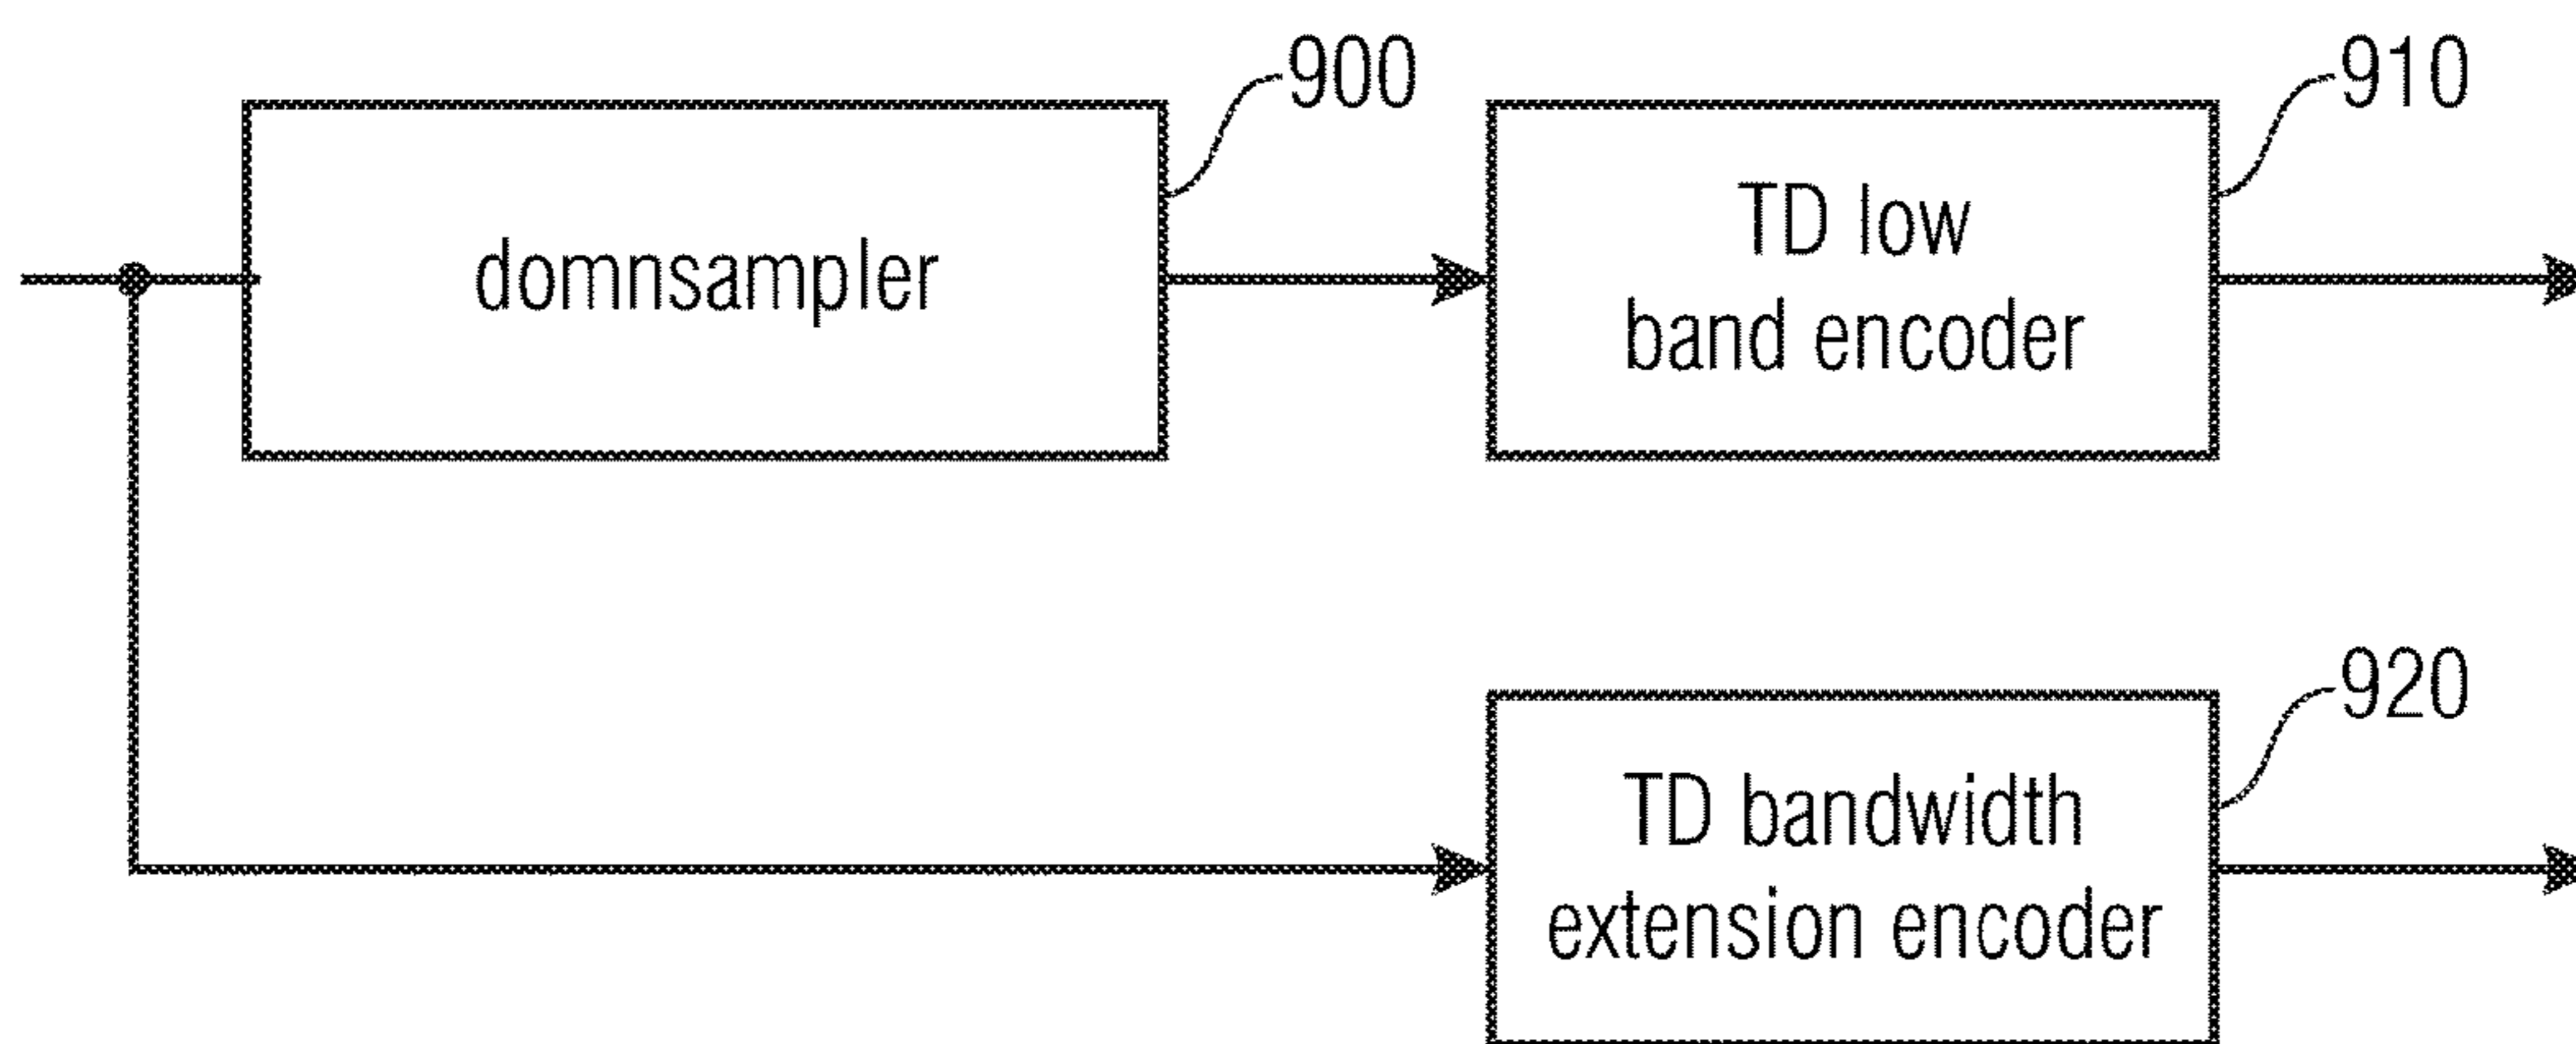 900
domnsampler
910
TD low
band encoder
920
TD bandwidth
extension encoder